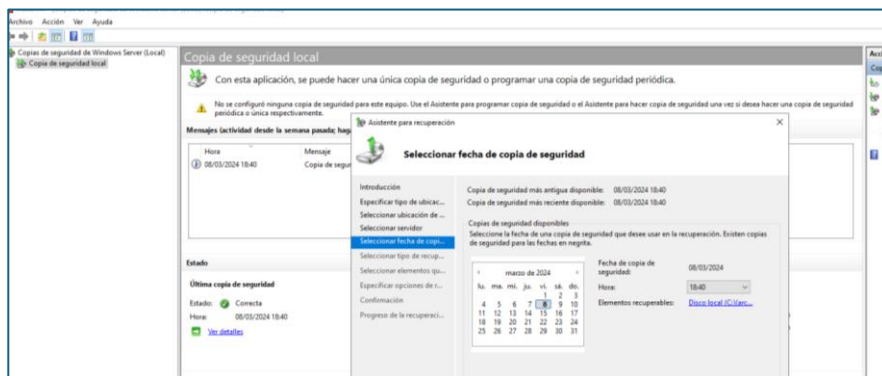 Archivo Acción Ver Ayuda
Copias de seguridad de Windows Server (Local)
Copia de seguridad local
Copia de seguridad local
Con esta aplicación, se puede hacer una única copia de seguridad o programar una copia de seguridad periódica.
No se configuró ninguna copia de seguridad para este equipo. Use el Asistente para programar copia de seguridad o el Asistente para hacer copia de seguridad una vez si desea hacer una copia de seguridad
periódica o única respectivamente.
Mensajes (actividad desde la semana pasada; hag
Hora Mensaje
08/03/2024 18:40 Copia de segur
Estado
Última copia de seguridad
Estado: Correcta
Hora: 08/03/2024 18:40
Ver detalles
Asistente para recuperación
Seleccionar fecha de copia de seguridad
Introducción
Especificar tipo de ubicac...
Seleccionar ubicación de ...
Seleccionar servidor
Seleccionar fecha de copi...
Seleccionar tipo de recup...
Seleccionar elementos qu...
Especificar opciones de r...
Confirmación
Progreso de la recuperaci...
Copia de seguridad más antigua disponible: 08/03/2024 18:40
Copia de seguridad más reciente disponible: 08/03/2024 18:40
Copias de seguridad disponibles
Seleccione la fecha de una copia de seguridad que desee usar en la recuperación. Existen copias
de seguridad para las fechas en negrita.
marzo de 2024
lu. ma. mi. ju. vi. sá. do.
1 2 3
4 5 6 7 8 9 10
11 12 13 14 15 16 17
18 19 20 21 22 23 24
25 26 27 28 29 30 31
Fecha de copia de
seguridad: 08/03/2024
Hora: 18:40
Elementos recuperables: Disco local (C:)(arc...
Acci
Cop